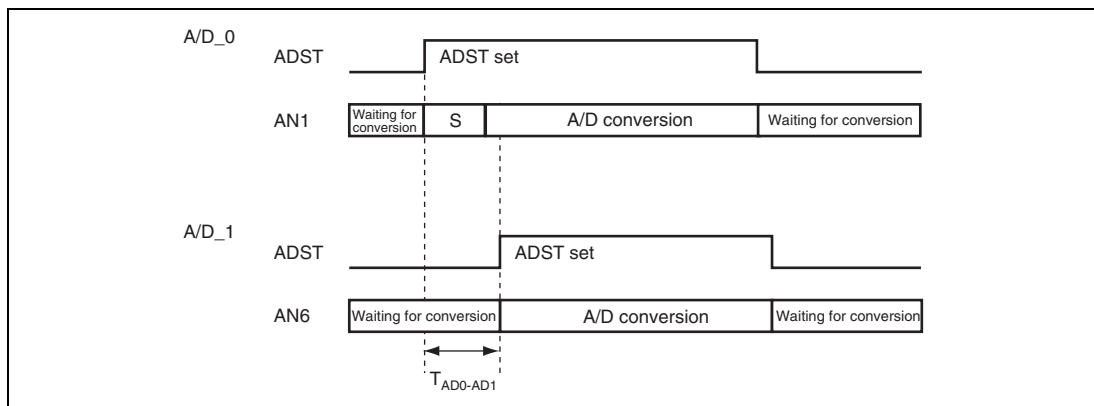 A/D_0
ADST
ADST set
AN1
Waiting for
conversion
S
A/D conversion
Waiting for conversion
A/D_1
ADST
ADST set
AN6
Waiting for conversion
A/D conversion
Waiting for conversion
TAD0-AD1